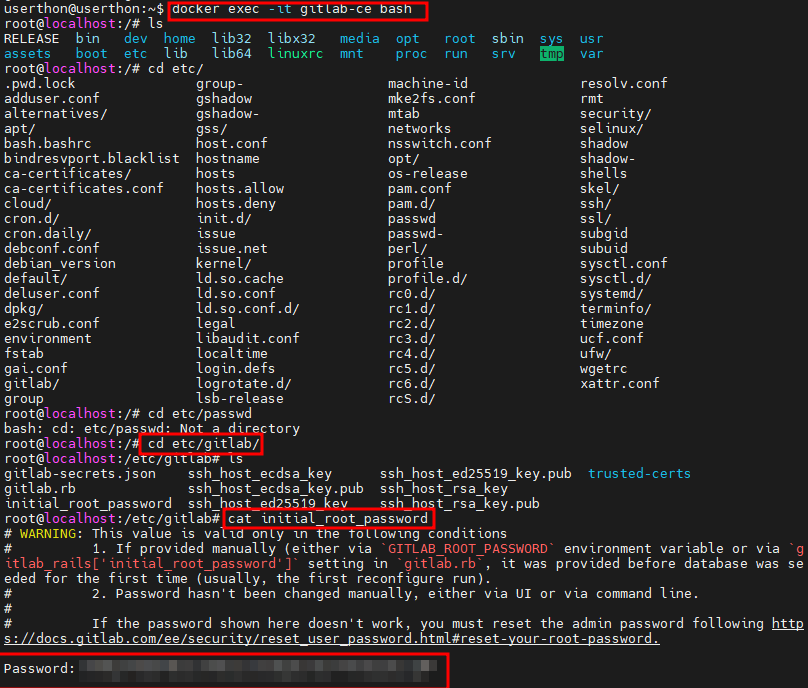 userthon@userthon:~$ docker exec -it gitlab-ce bash
root@localhost:/# ls
RELEASE  bin   dev  home  lib32  libx32   media  opt   root  sbin  sys  usr
assets   boot  etc  lib   lib64  linuxrc  mnt    proc  run   srv   tmp  var
root@localhost:/# cd etc/
.pwd.lock               group-                  machine-id              resolv.conf
adduser.conf            gshadow                 mke2fs.conf             rmt
alternatives/           gshadow-                mtab                    security/
apt/                    gss/                    networks                selinux/
bash.bashrc             host.conf               nsswitch.conf           shadow
bindresvport.blacklist  hostname                opt/                    shadow-
ca-certificates/        hosts                   os-release              shells
ca-certificates.conf    hosts.allow             pam.conf                skel/
cloud/                  hosts.deny              pam.d/                  ssh/
cron.d/                 init.d/                 passwd                  ssl/
cron.daily/             issue                   passwd-                 subgid
debconf.conf            issue.net               perl/                   subuid
debian_version          kernel/                 profile                 sysctl.conf
default/                ld.so.cache             profile.d/              sysctl.d/
deluser.conf            ld.so.conf              rc0.d/                  systemd/
dpkg/                   ld.so.conf.d/           rc1.d/                  terminfo/
e2scrub.conf            legal                   rc2.d/                  timezone
environment             libaudit.conf           rc3.d/                  ucf.conf
fstab                   localtime               rc4.d/                  ufw/
gai.conf                login.defs              rc5.d/                  wgetrc
gitlab/                 logrotate.d/            rc6.d/                  xattr.conf
group                   lsb-release             rcS.d/
root@localhost:/# cd etc/passwd
bash: cd: etc/passwd: Not a directory
root@localhost:/# cd etc/gitlab/
root@localhost:/etc/gitlab# ls
gitlab-secrets.json    ssh_host_ecdsa_key      ssh_host_ed25519_key.pub  trusted-certs
gitlab.rb              ssh_host_ecdsa_key.pub  ssh_host_rsa_key
initial_root_password  ssh_host_ed25519_key    ssh_host_rsa_key.pub
root@localhost:/etc/gitlab# cat initial_root_password
# WARNING: This value is valid only in the following conditions
#          1. If provided manually (either via `GITLAB_ROOT_PASSWORD` environment variable or via `g
itlab_rails['initial_root_password']` setting in `gitlab.rb`, it was provided before database was se
eded for the first time (usually, the first reconfigure run).
#          2. Password hasn't been changed manually, either via UI or via command line.
#
#          If the password shown here doesn't work, you must reset the admin password following http
s://docs.gitlab.com/ee/security/reset_user_password.html#reset-your-root-password.
Password: